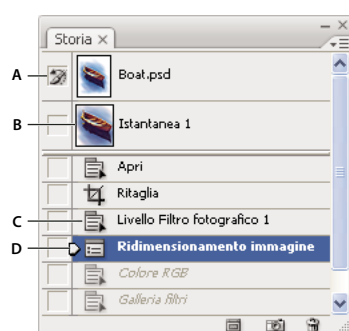 Storia
A
Boat.psd
B
Istantanea 1
Apri
Ritaglia
C
Livello Filtro fotografico 1
D
Ridimensionamento immagine
Colore RGB
Galleria filtri